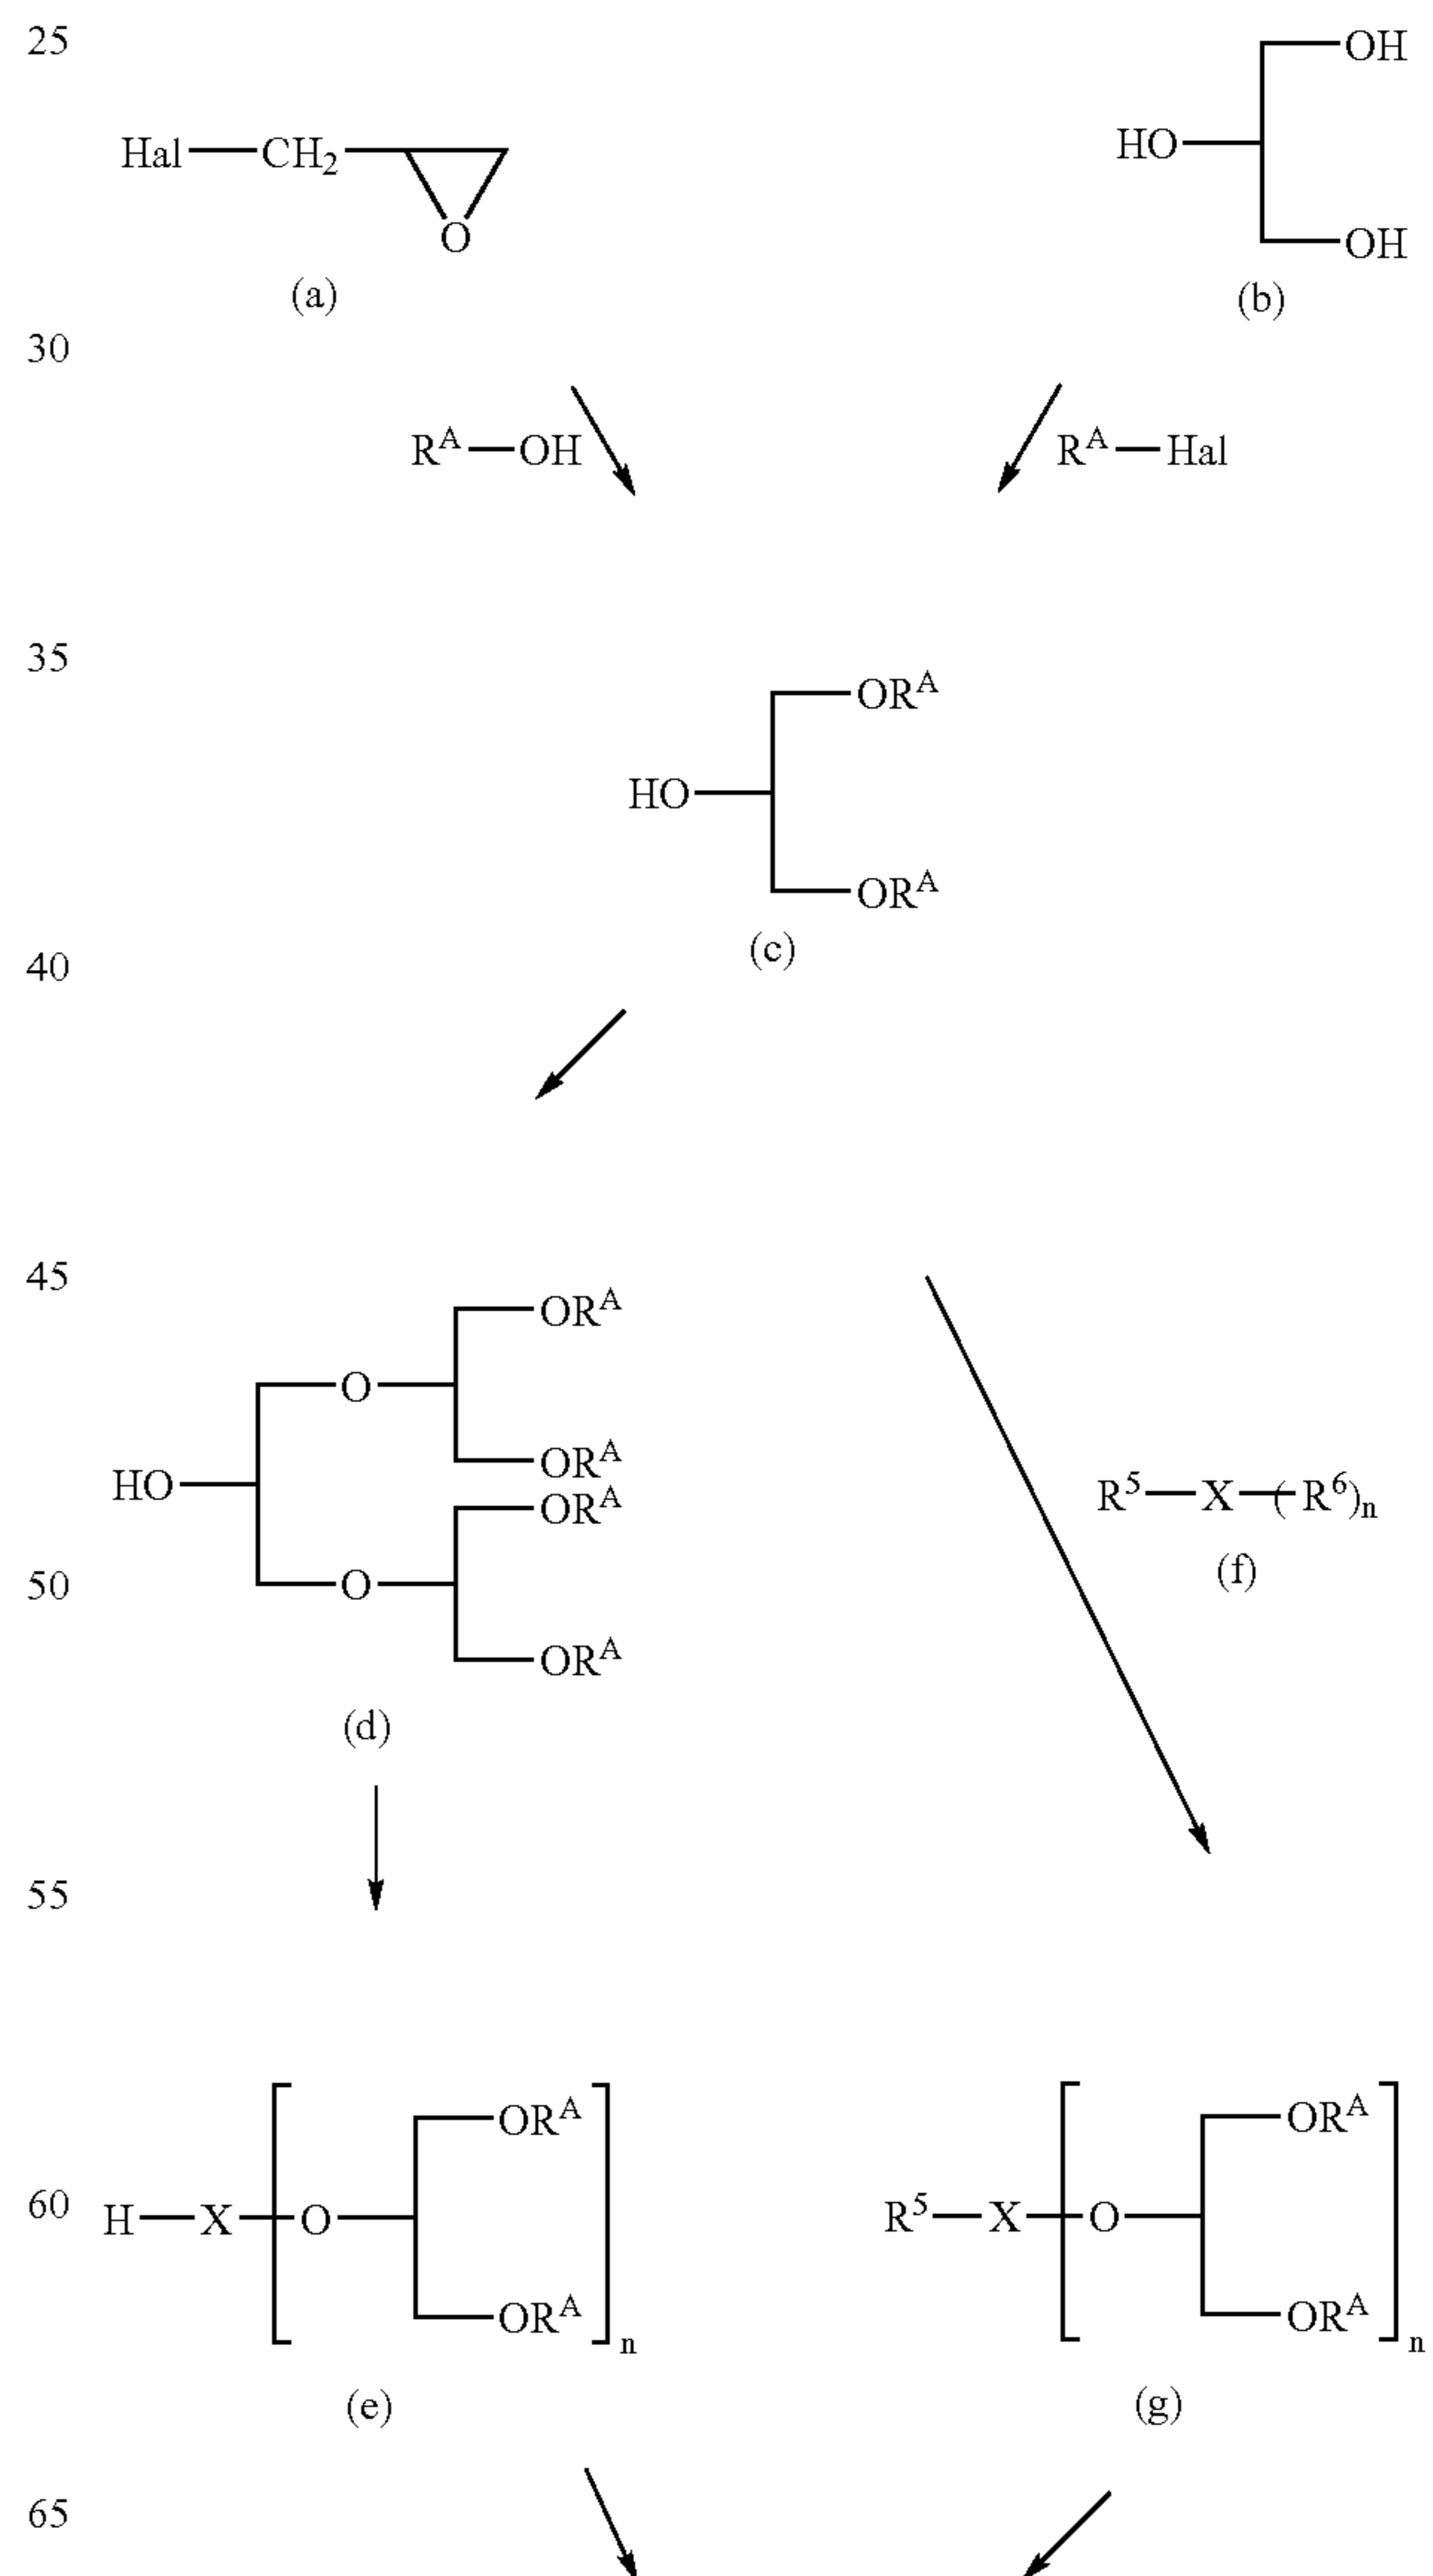 25
OH
Hal CH2 HO
O OH
(a) (b)
30
R^A OH R^A Hal
35
OR^A
HO
OR^A
(c)
40
45
OR^A
O
OR^A
HO R^5 X ( R^6)n
OR^A
(f)
50 O
OR^A
(d)
55
OR^A OR^A
60 H X O R^5 X O
OR^A OR^A
n n
(e) (g)
65